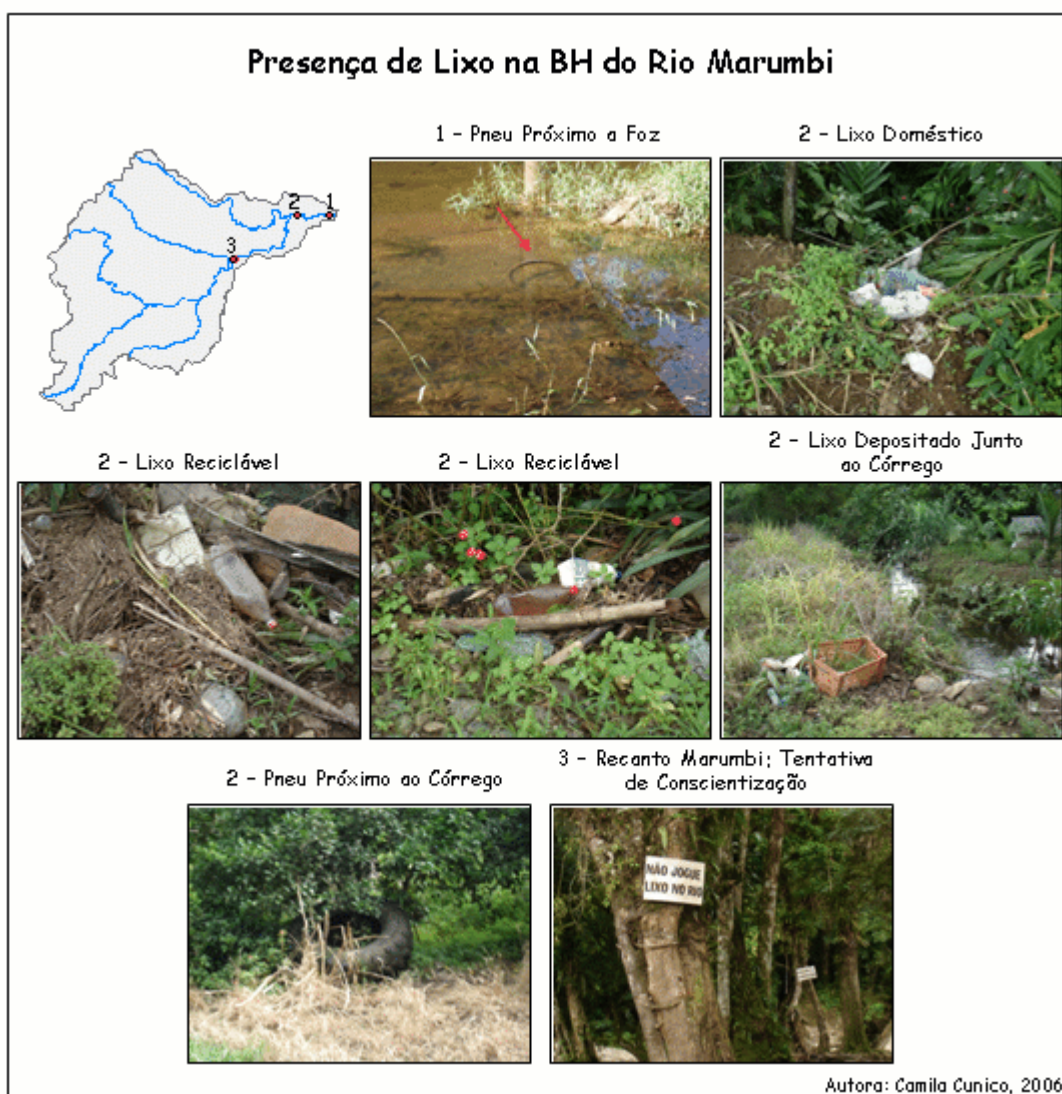 Presença de Lixo na BH do Rio Marumbi
1 - Pneu Próximo a Foz
2 - Lixo Doméstico
2
1
3
2 - Lixo Reciclável
2 - Lixo Reciclável
2 - Lixo Depositado Junto
ao Córrego
2 - Pneu Próximo ao Córrego
3 - Recanto Marumbi: Tentativa
de Conscientização
NÃO JOGUE
LIXO NO RIO
Autora: Camila Cunico, 2006